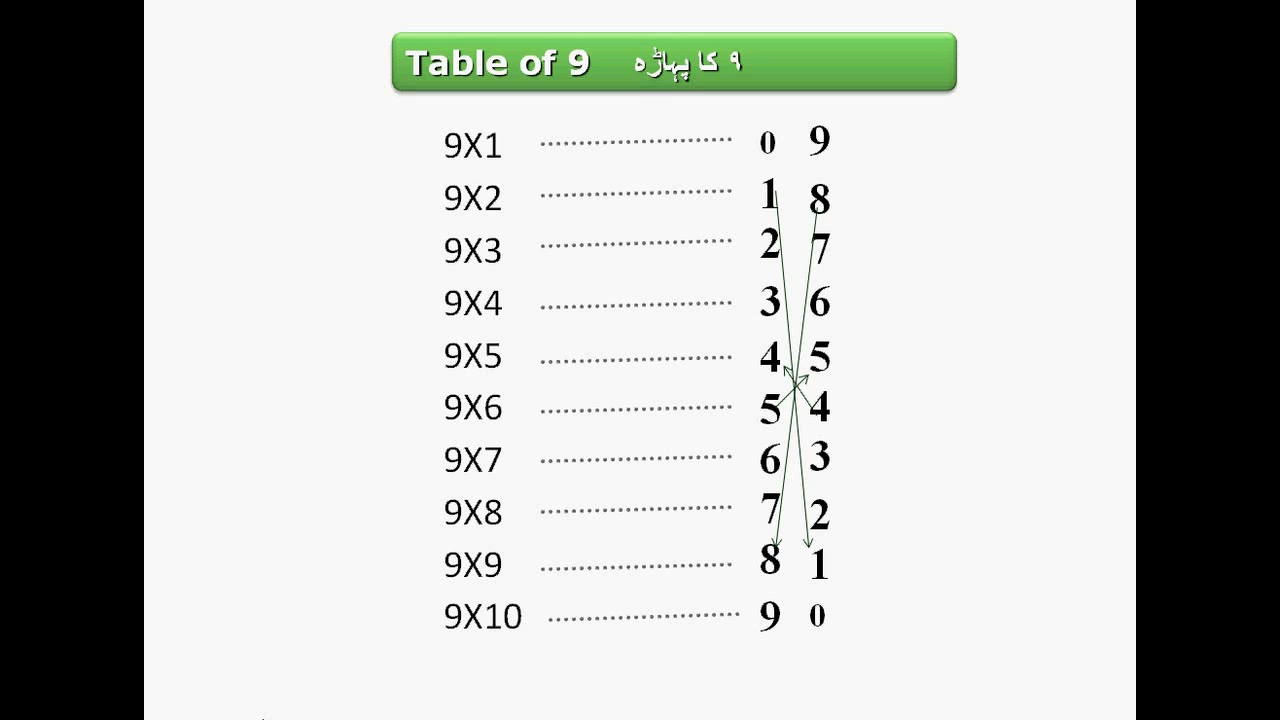 Table of 9 ۹ کا پہاڑہ
9X1 ........................... 0 9
9X2 ........................... 1 8
9X3 ........................... 2 7
9X4 ........................... 3 6
9X5 ........................... 4 5
9X6 ........................... 5 4
9X7 ........................... 6 3
9X8 ........................... 7 2
9X9 ........................... 8 1
9X10 ........................... 9 0